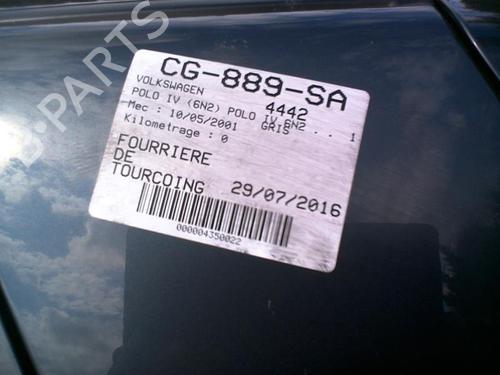 B-PARTS
CG-889-SA
VOLKSWAGEN 4442
POLO IV (6N2) POLO IV 6N2 . . 1
Mec : 10/05/2001 GRIS
Kilometrage : 0
FOURRIERE
DE
TOURCOING 29/07/2016
000004350022